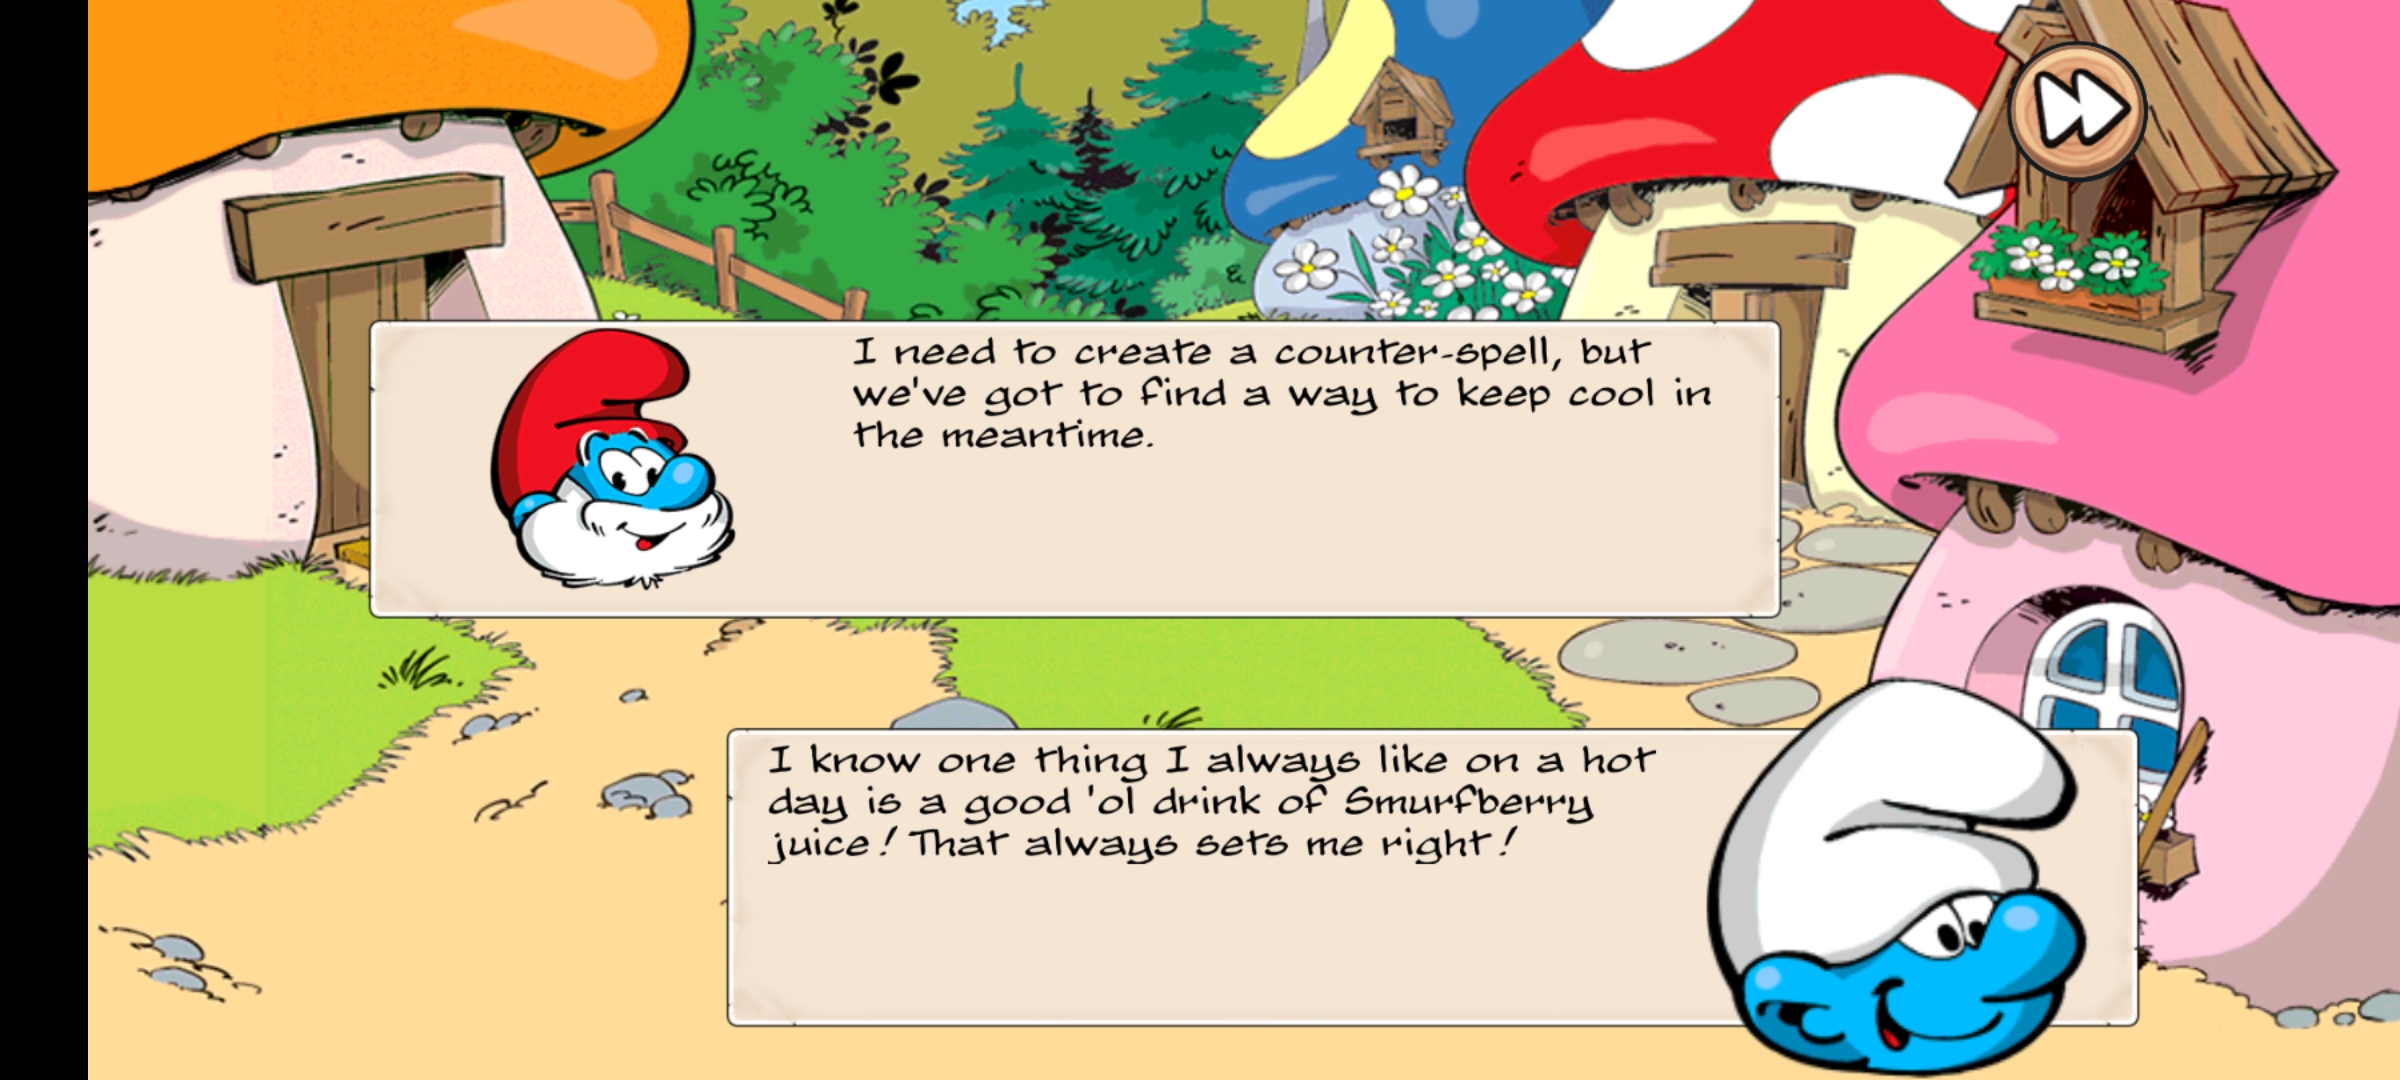 I need to create a counter-spell, but
we've got to find a way to keep cool in
the meantime.
I know one thing I always like on a hot
day is a good 'ol drink of Smurfberry
juice! That always sets me right!